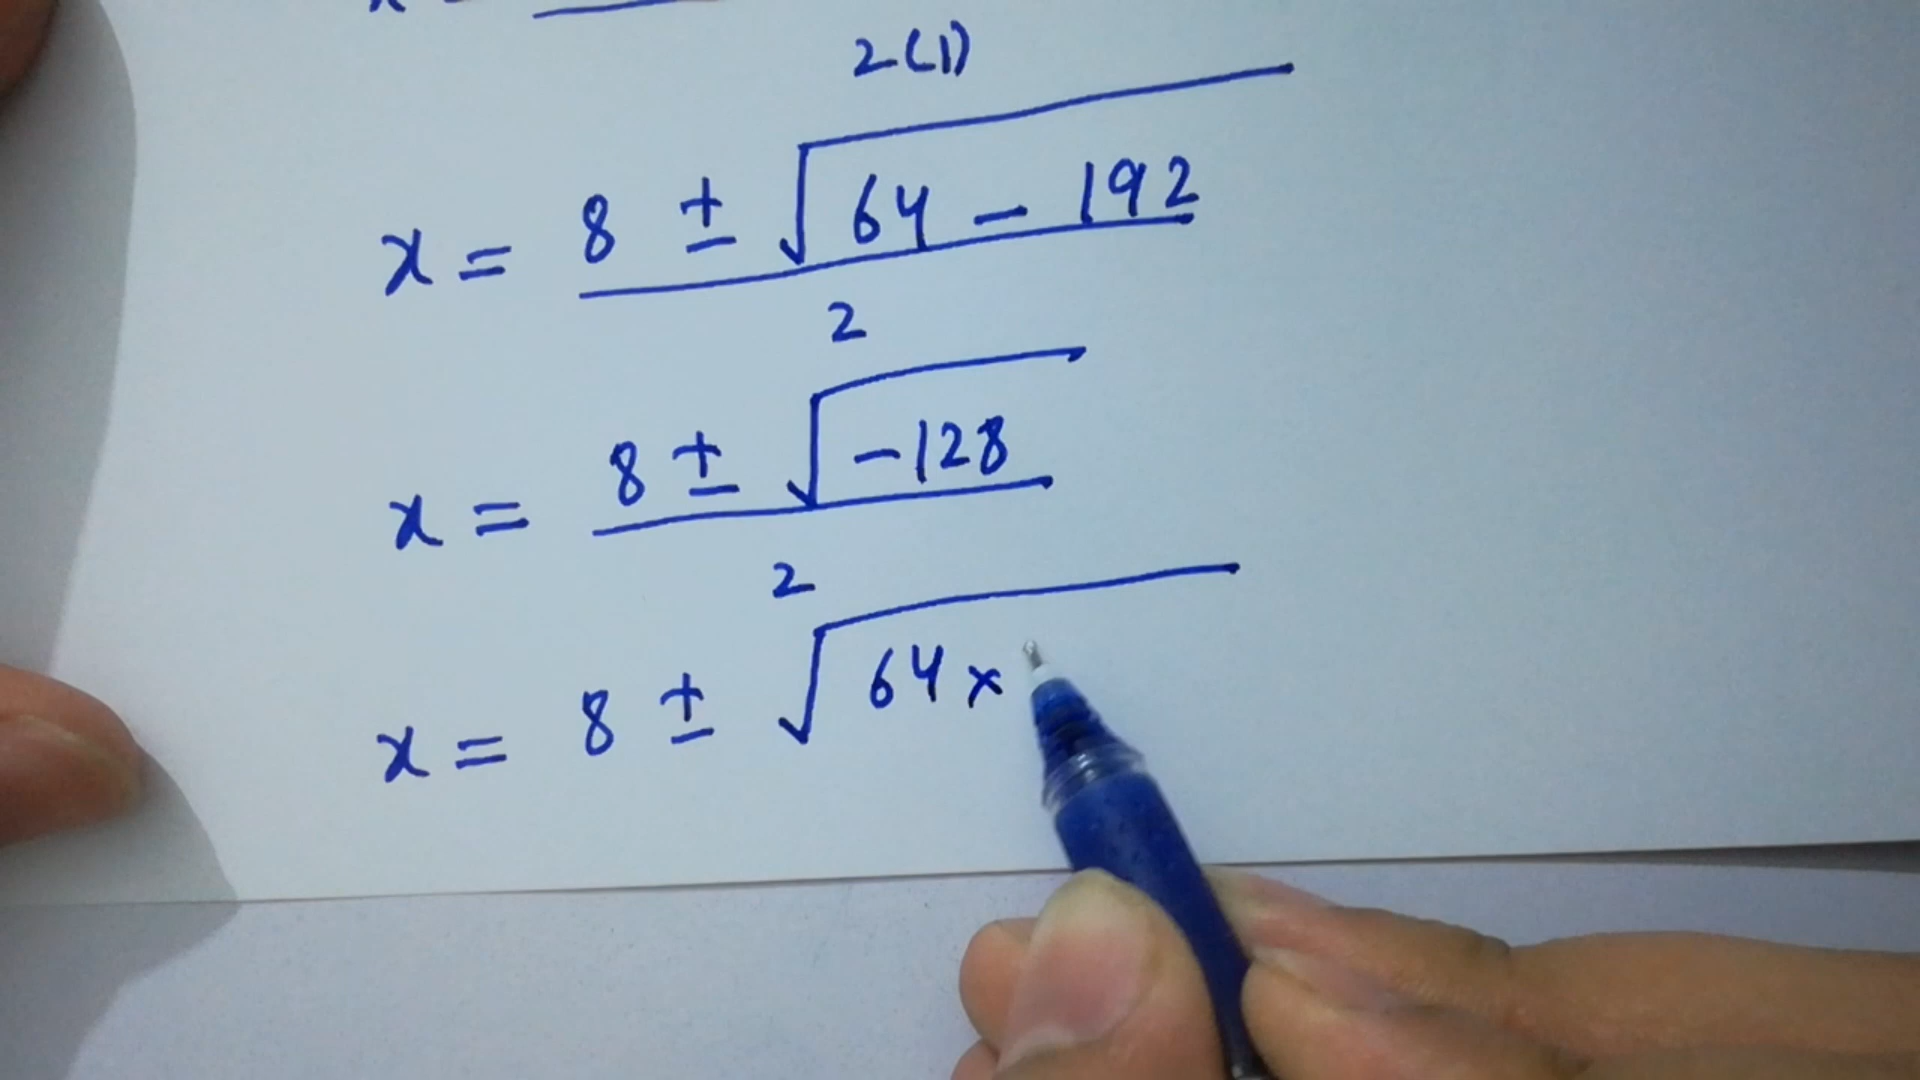 2(1)
x = 8 ± √64 - 192
2
x = 8 ± √-128
2
x = 8 ± √64 x